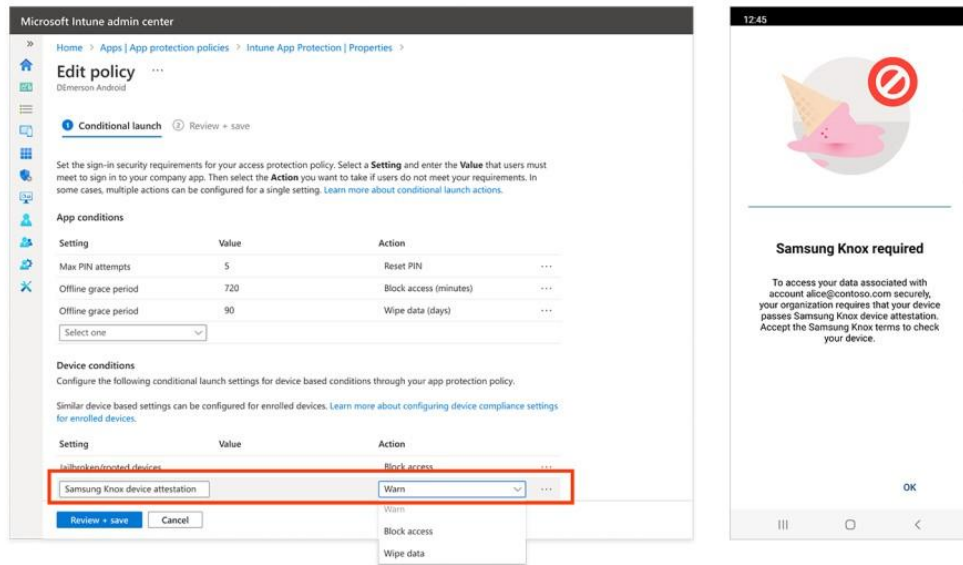 Microsoft Intune admin center
Home > Apps | App protection policies > Intune App Protection | Properties >
Edit policy ...
DEmerson Android
1 Conditional launch 2 Review + save
Set the sign-in security requirements for your access protection policy. Select a Setting and enter the Value that users must
meet to sign in to your company app. Then select the Action you want to take if users do not meet your requirements. In
some cases, multiple actions can be configured for a single setting. Learn more about conditional launch actions.
App conditions
Setting Value Action
Max PIN attempts 5 Reset PIN ...
Offline grace period 720 Block access (minutes) ...
Offline grace period 90 Wipe data (days) ...
Select one
Device conditions
Configure the following conditional launch settings for device based conditions through your app protection policy.
Similar device based settings can be configured for enrolled devices. Learn more about configuring device compliance settings
for enrolled devices.
Setting Value Action
Jailbroken/rooted devices Block access ...
Samsung Knox device attestation Warn ...
Warn
Block access
Wipe data
Review + save Cancel
12:45
Samsung Knox required
To access your data associated with
account alice@contoso.com securely,
your organization requires that your device
passes Samsung Knox device attestation.
Accept the Samsung Knox terms to check
your device.
OK